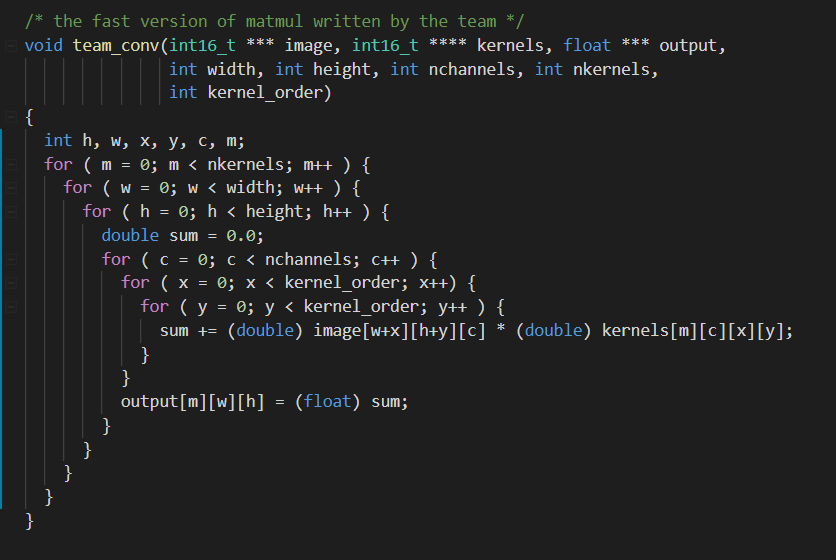 /* the fast version of matmul written by the team */
void team_conv(int16_t *** image, int16_t **** kernels, float *** output,
int width, int height, int nchannels, int nkernels,
int kernel_order)
{
int h, w, x, y, c, m;
for ( m = 0; m < nkernels; m++ ) {
for ( w = 0; w < width; w++ ) {
for ( h = 0; h < height; h++ ) {
double sum = 0.0;
for ( c = 0; c < nchannels; c++ ) {
for ( x = 0; x < kernel_order; x++) {
for ( y = 0; y < kernel_order; y++ ) {
sum += (double) image[w+x][h+y][c] * (double) kernels[m][c][x][y];
}
}
output[m][w][h] = (float) sum;
}
}
}
}
}